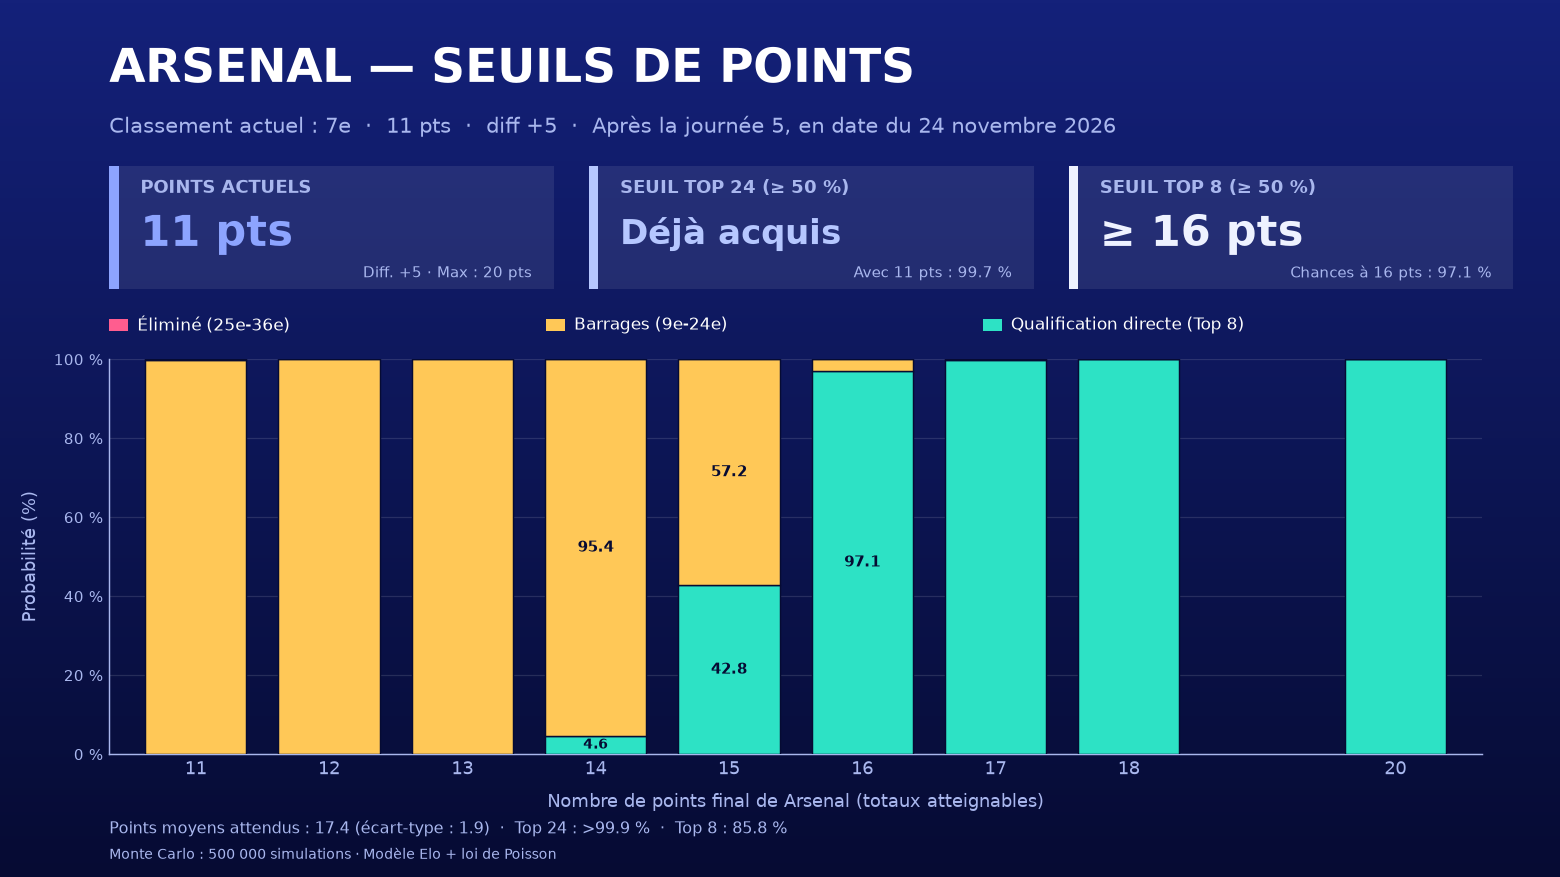 ARSENAL — SEUILS DE POINTS
Classement actuel : 7e · 11 pts · diff +5 · Après la journée 5, en date du 24 novembre 2026
POINTS ACTUELS
11 pts
Diff. +5 · Max : 20 pts
SEUIL TOP 24 (≥ 50 %)
Déjà acquis
Avec 11 pts : 99.7 %
SEUIL TOP 8 (≥ 50 %)
≥ 16 pts
Chances à 16 pts : 97.1 %
Éliminé (25e-36e)
Barrages (9e-24e)
Qualification directe (Top 8)
Probabilité (%)
100 %
80 %
60 %
40 %
20 %
0 %
95.4
4.6
57.2
42.8
97.1
11 12 13 14 15 16 17 18 20
Nombre de points final de Arsenal (totaux atteignables)
Points moyens attendus : 17.4 (écart-type : 1.9) · Top 24 : >99.9 % · Top 8 : 85.8 %
Monte Carlo : 500 000 simulations · Modèle Elo + loi de Poisson